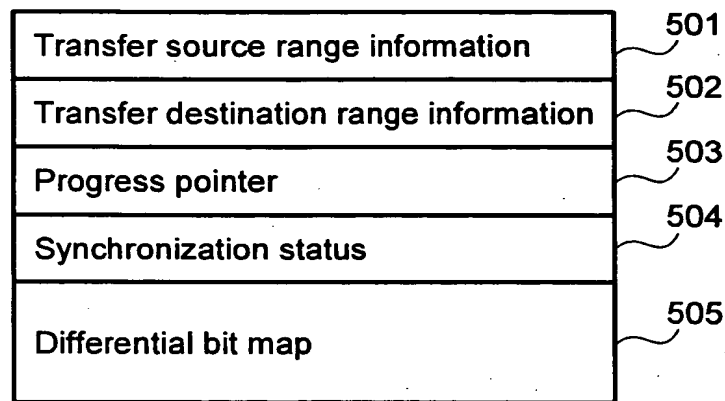 Transfer source range information 501
Transfer destination range information 502
Progress pointer 503
Synchronization status 504
Differential bit map 505